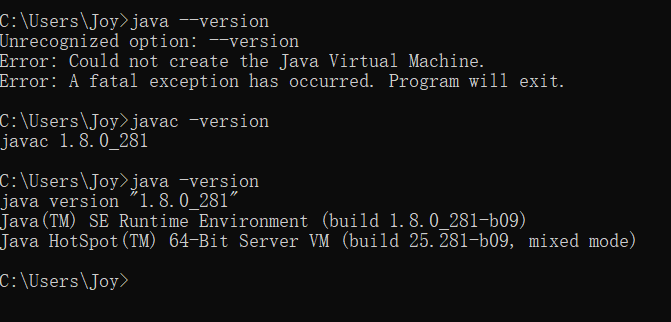 C:\Users\Joy>java --version
Unrecognized option: --version
Error: Could not create the Java Virtual Machine.
Error: A fatal exception has occurred. Program will exit.
C:\Users\Joy>javac -version
javac 1.8.0_281
C:\Users\Joy>java -version
java version "1.8.0_281"
Java(TM) SE Runtime Environment (build 1.8.0_281-b09)
Java HotSpot(TM) 64-Bit Server VM (build 25.281-b09, mixed mode)
C:\Users\Joy>